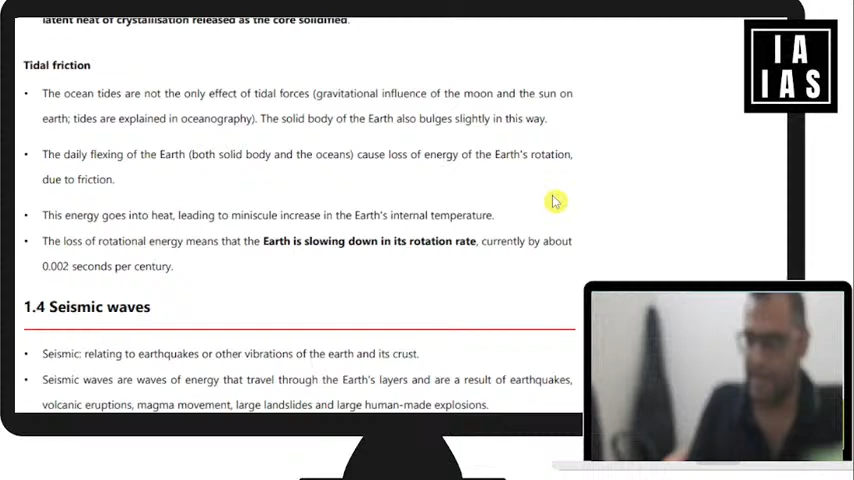 latent heat of crystallisation released as the core solidified.
Tidal friction
• The ocean tides are not the only effect of tidal forces (gravitational influence of the moon and the sun on
earth; tides are explained in oceanography). The solid body of the Earth also bulges slightly in this way.
• The daily flexing of the Earth (both solid body and the oceans) cause loss of energy of the Earth's rotation,
due to friction.
• This energy goes into heat, leading to miniscule increase in the Earth's internal temperature.
• The loss of rotational energy means that the Earth is slowing down in its rotation rate, currently by about
0.002 seconds per century.
1.4 Seismic waves
• Seismic: relating to earthquakes or other vibrations of the earth and its crust.
• Seismic waves are waves of energy that travel through the Earth's layers and are a result of earthquakes,
volcanic eruptions, magma movement, large landslides and large human-made explosions.
IA
IAS